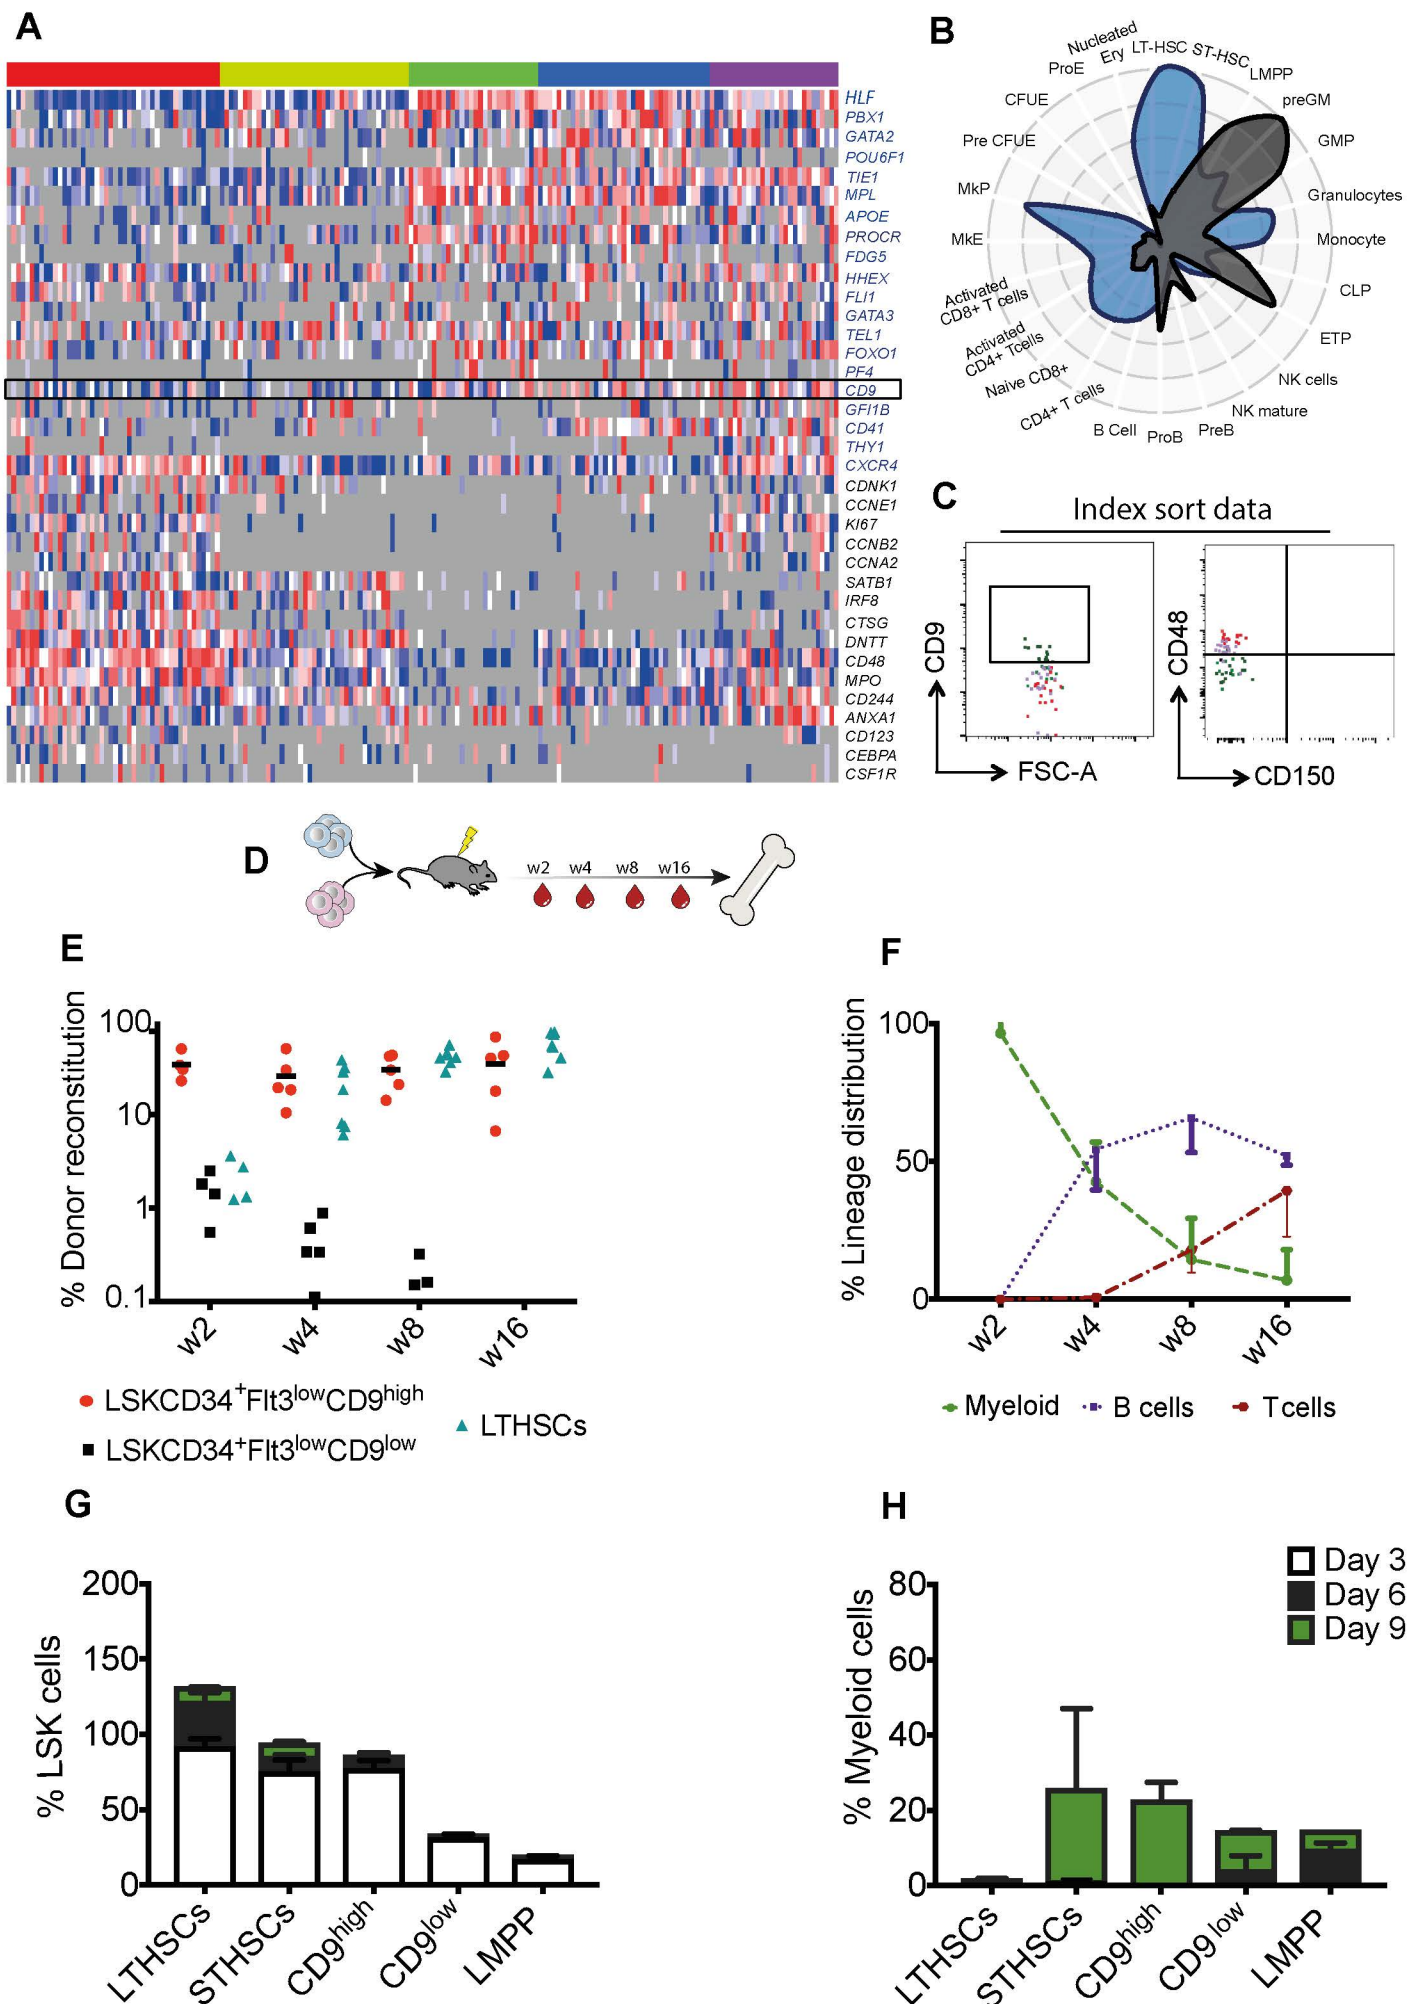 A
HLF
PBX1
GATA2
POU6F1
TIE1
MPL
APOE
PROCR
FDG5
HHEX
FLI1
GATA3
TEL1
FOXO1
PF4
CD9
GFI1B
CD41
THY1
CXCR4
CDNK1
CCNE1
KI67
CCNB2
CCNA2
SATB1
IRF8
CTSG
DNTT
CD48
MPO
CD244
ANXA1
CD123
CEBPA
CSF1R
B
LT-HSC
ST-HSC
LMPP
preGM
GMP
Granulocytes
Monocyte
CLP
ETP
NK cells
NK mature
PreB
ProB
B Cell
CD4+ T cells
Naive CD8+
Activated
CD4+ Tcells
Activated
CD8+ T cells
MkE
MkP
Pre CFUE
CFUE
ProE
Nucleated
Ery
C
Index sort data
CD9
FSC-A
CD48
CD150
D
w2 w4 w8 w16
E
% Donor reconstitution
100
10
1
0.1
w2 w4 w8 w16
LSKCD34+Flt3lowCD9high
LSKCD34+Flt3lowCD9low
LTHSCs
F
% Lineage distribution
100
50
0
w2 w4 w8 w16
Myeloid B cells Tcells
G
% LSK cells
200
150
100
50
0
LTHSCs STHSCs CD9high CD9low LMPP
H
Day 3
Day 6
Day 9
% Myeloid cells
80
60
40
20
0
LTHSCs STHSCs CD9high CD9low LMPP